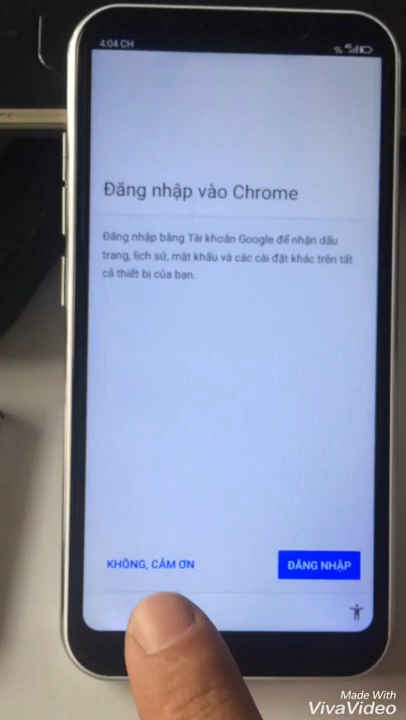 4:04 CH
Đăng nhập vào Chrome
Đăng nhập bằng Tài khoản Google để nhận dấu
trang, lịch sử, mật khẩu và các cài đặt khác trên tất
cả thiết bị của bạn.
KHÔNG, CẢM ƠN
ĐĂNG NHẬP
Made With
VivaVideo